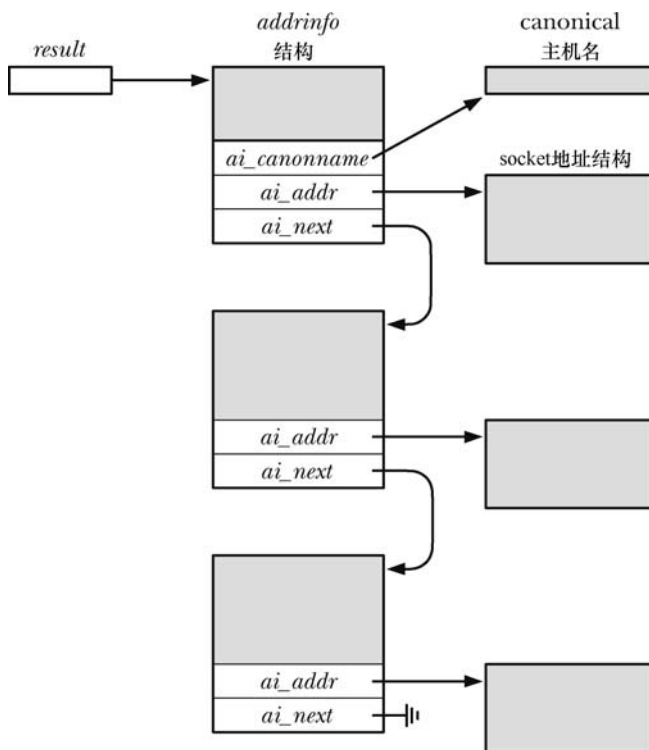 result
addrinfo
结构
canonical
主机名
ai_canonname
ai_addr
ai_next
socket地址结构
ai_addr
ai_next
ai_addr
ai_next